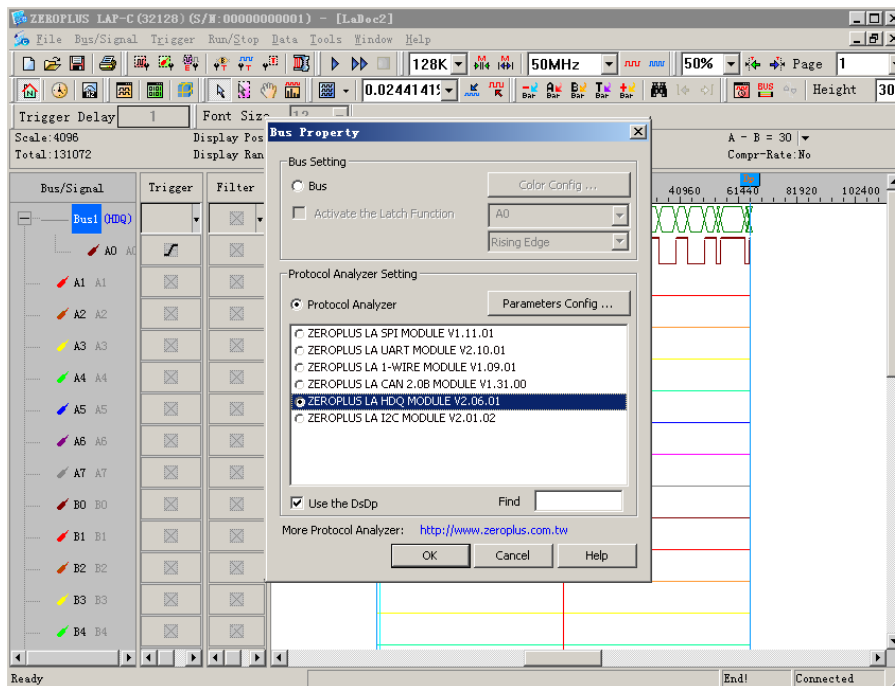 ZEROPLUS LAP-C(32128)(S/N:00000000001) - [LaDoc2]
File Bus/Signal Trigger Run/Stop Data Tools Window Help
128K 50MHz 50% Page 1
0.0244141 Bar Bar Bar Bar Bar BUS Height 30
Trigger Delay 1 Font Size 12
Scale:4096 Display Pos A - B = 30
Total:131072 Display Ran Compr-Rate:No
Bus/Signal Trigger Filter 40960 61440 81920 102400
Bus1 (HDQ)
A0
A1 A1
A2 A2
A3 A3
A4 A4
A5 A5
A6 A6
A7 A7
B0 B0
B1 B1
B2 B2
B3 B3
B4 B4
Bus Property
Bus Setting
Bus Color Config ...
Activate the Latch Function A0
Rising Edge
Protocol Analyzer Setting
Protocol Analyzer Parameters Config ...
ZEROPLUS LA SPI MODULE V1.11.01
ZEROPLUS LA UART MODULE V2.10.01
ZEROPLUS LA 1-WIRE MODULE V1.09.01
ZEROPLUS LA CAN 2.0B MODULE V1.31.00
ZEROPLUS LA HDQ MODULE V2.06.01
ZEROPLUS LA I2C MODULE V2.01.02
Use the DsDp Find
More Protocol Analyzer: http://www.zeroplus.com.tw
OK Cancel Help
Ready End! Connected